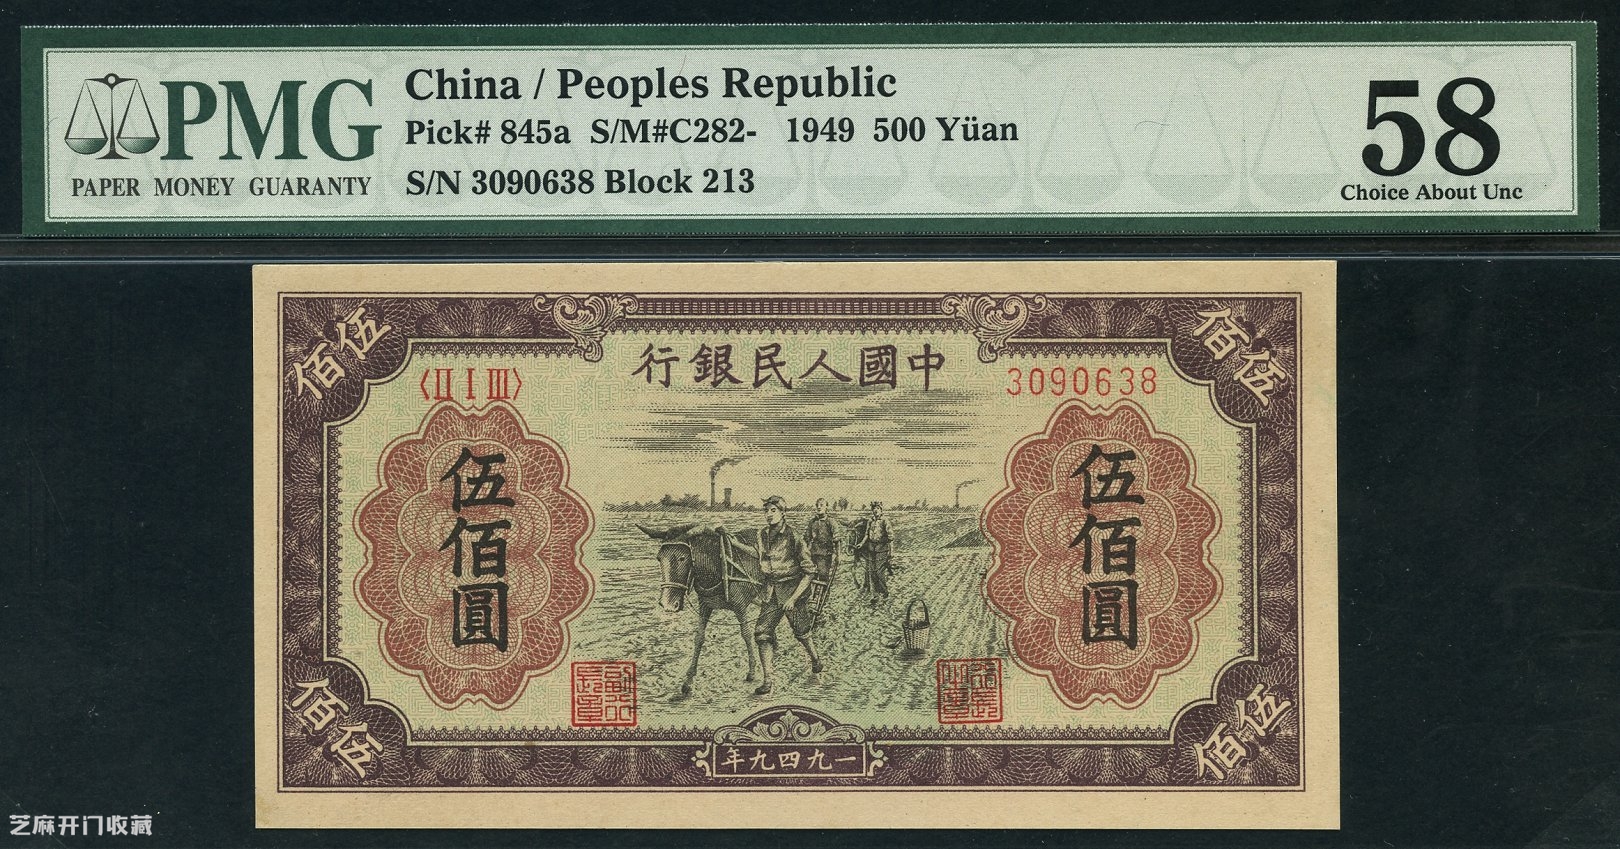 PMG
PAPER MONEY GUARANTY
China / Peoples Republic
Pick# 845a S/M#C282- 1949 500 Yüan
S/N 3090638 Block 213
58
Choice About Unc
伍佰
伍佰
中國人民銀行
〈II I III〉
3090638
伍佰圓
伍佰圓
伍佰
伍佰
一九四九年
芝麻开门收藏